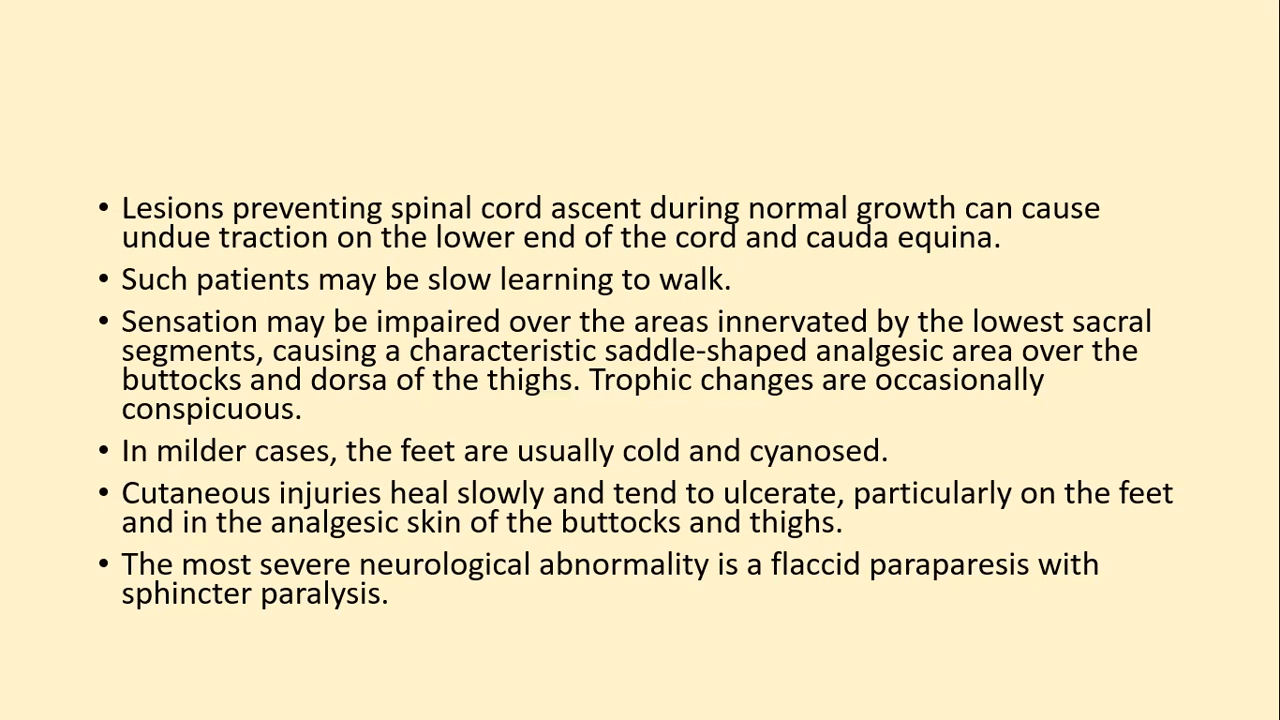 • Lesions preventing spinal cord ascent during normal growth can cause
undue traction on the lower end of the cord and cauda equina.
• Such patients may be slow learning to walk.
• Sensation may be impaired over the areas innervated by the lowest sacral
segments, causing a characteristic saddle-shaped analgesic area over the
buttocks and dorsa of the thighs. Trophic changes are occasionally
conspicuous.
• In milder cases, the feet are usually cold and cyanosed.
• Cutaneous injuries heal slowly and tend to ulcerate, particularly on the feet
and in the analgesic skin of the buttocks and thighs.
• The most severe neurological abnormality is a flaccid paraparesis with
sphincter paralysis.